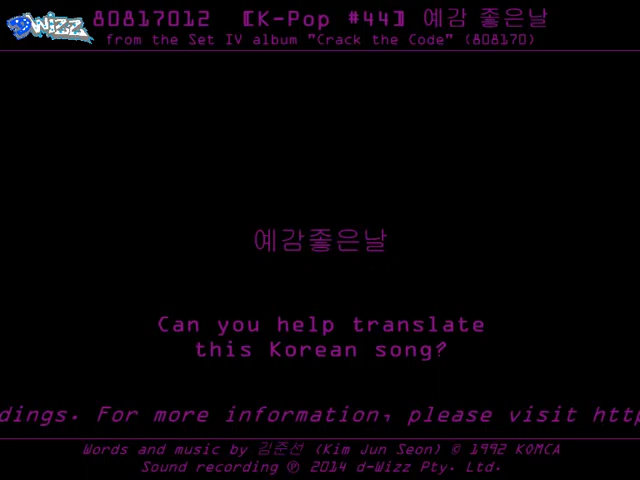 d-Wizz 80817012 【K-Pop #44】 예감 좋은날
from the Set IV album "Crack the Code" (808170)
예감좋은날
Can you help translate
this Korean song?
dings. For more information, please visit http
Words and music by 김준선 (Kim Jun Seon) © 1992 KOMCA
Sound recording ℗ 2014 d-Wizz Pty. Ltd.